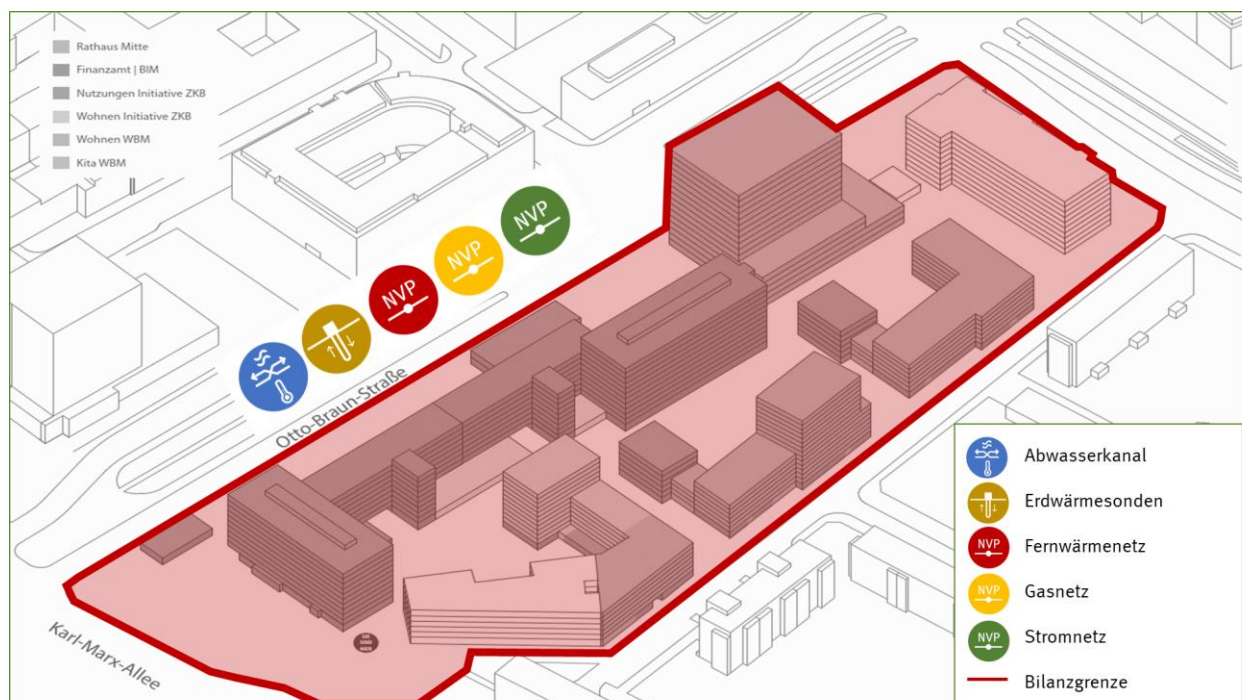 Rathaus Mitte
Finanzamt | BIM
Nutzungen Initiative ZKB
Wohnen Initiative ZKB
Wohnen WBM
Kita WBM
NVP
NVP
NVP
Otto-Braun-Straße
Karl-Marx-Allee
Abwasserkanal
Erdwärmesonden
NVP
Fernwärmenetz
NVP
Gasnetz
NVP
Stromnetz
Bilanzgrenze